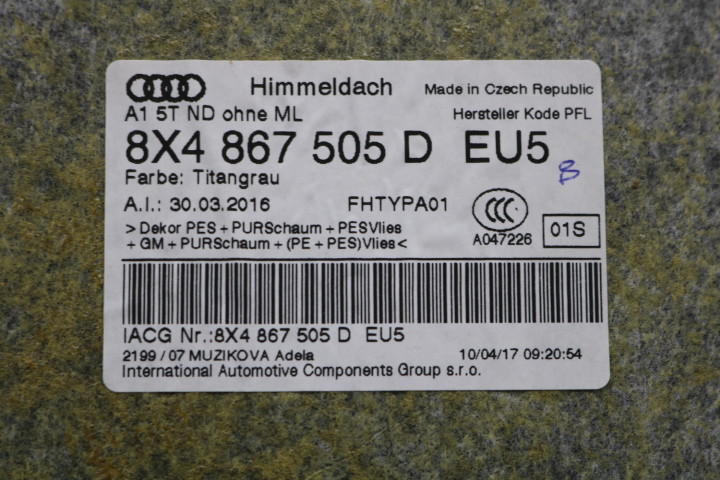 Himmeldach Made in Czech Republic
A1 5T ND ohne ML Hersteller Kode PFL
8X4 867 505 D EU5
B
Farbe: Titangrau
A.I.: 30.03.2016 FHTYPA01
CCC
>Dekor PES + PURSchaum + PESVlies
A047226 01S
+ GM + PURSchaum + (PE + PES)Vlies<
IACG Nr.:8X4 867 505 D EU5
2199 / 07 MUZIKOVA Adela 10/04/17 09:20:54
International Automotive Components Group s.r.o.